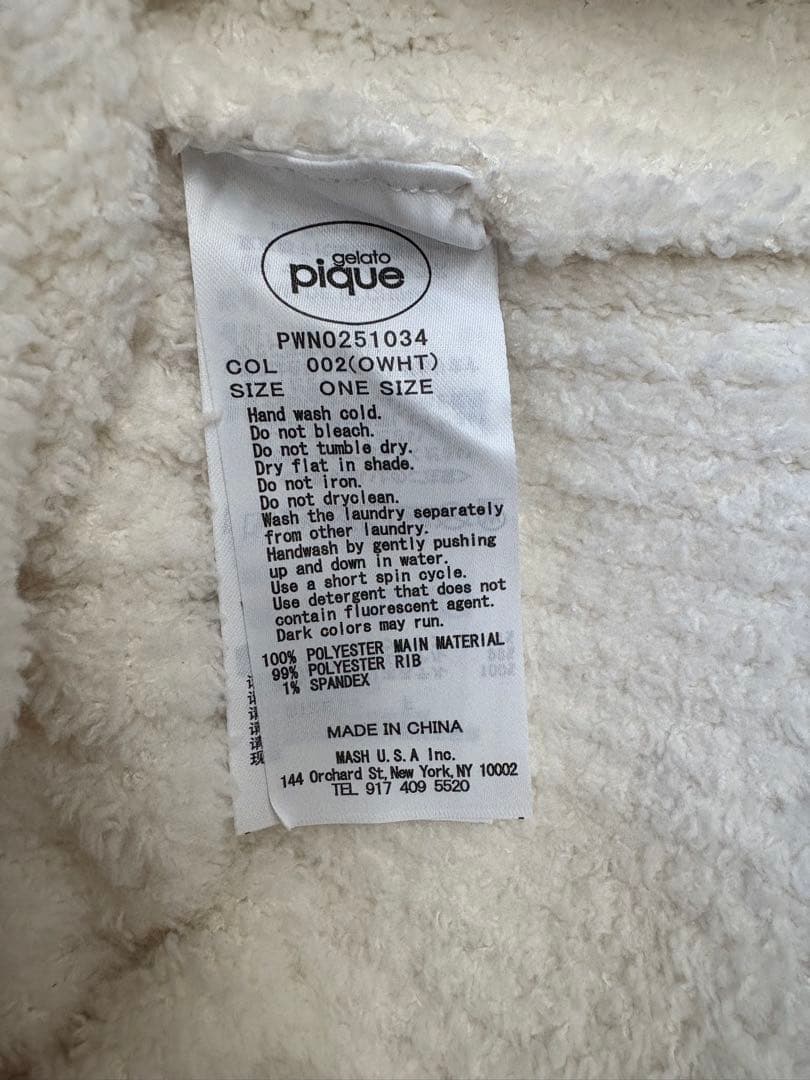 gelato
pique
PWNO251034
COL 002(OWHT)
SIZE ONE SIZE
Hand wash cold.
Do not bleach.
Do not tumble dry.
Dry flat in shade.
Do not iron.
Do not dryclean.
Wash the laundry separately
from other laundry.
Handwash by gently pushing
up and down in water.
Use a short spin cycle.
Use detergent that does not
contain fluorescent agent.
Dark colors may run.
100% POLYESTER MAIN MATERIAL
99% POLYESTER RIB
1% SPANDEX
MADE IN CHINA
MASH U.S.A Inc.
144 Orchard St, New York, NY 10002
TEL 917 409 5520